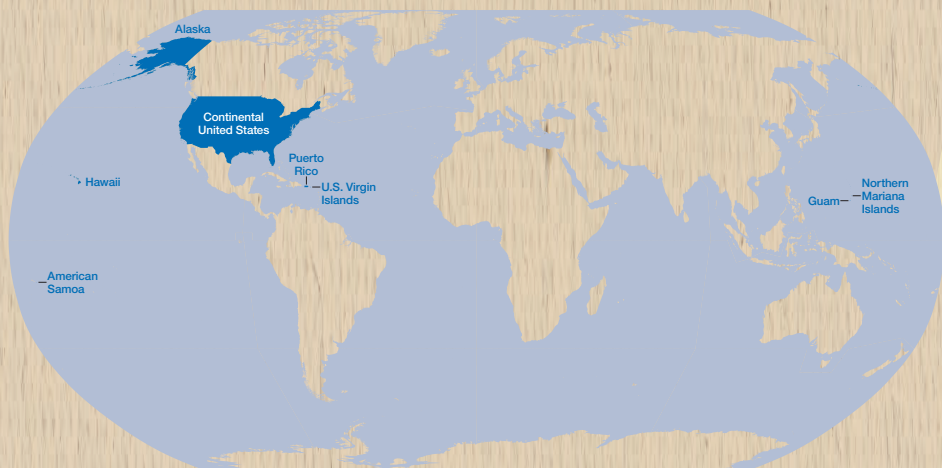 Alaska
Continental
United States
Puerto
Rico
Hawaii
U.S. Virgin
Islands
Northern
Mariana
Islands
Guam
American
Samoa